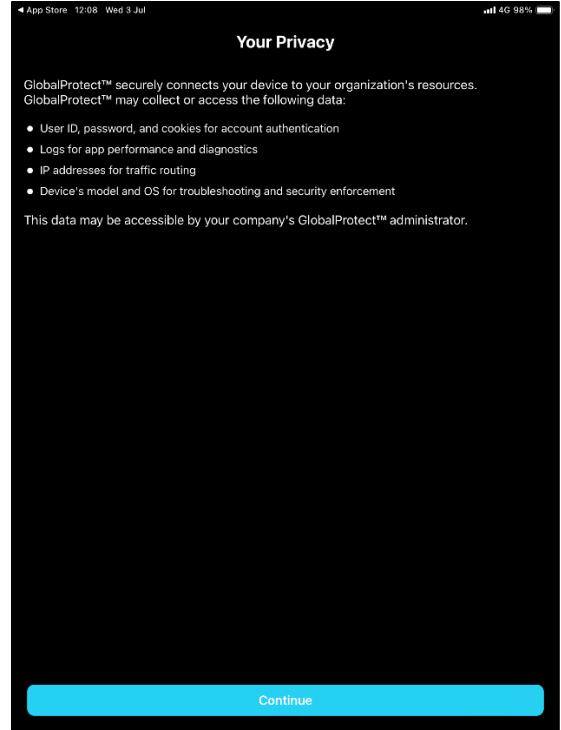 ◀ App Store 12:08 Wed 3 Jul 4G 98%
Your Privacy
GlobalProtect™ securely connects your device to your organization's resources.
GlobalProtect™ may collect or access the following data:
• User ID, password, and cookies for account authentication
• Logs for app performance and diagnostics
• IP addresses for traffic routing
• Device's model and OS for troubleshooting and security enforcement
This data may be accessible by your company's GlobalProtect™ administrator.
Continue